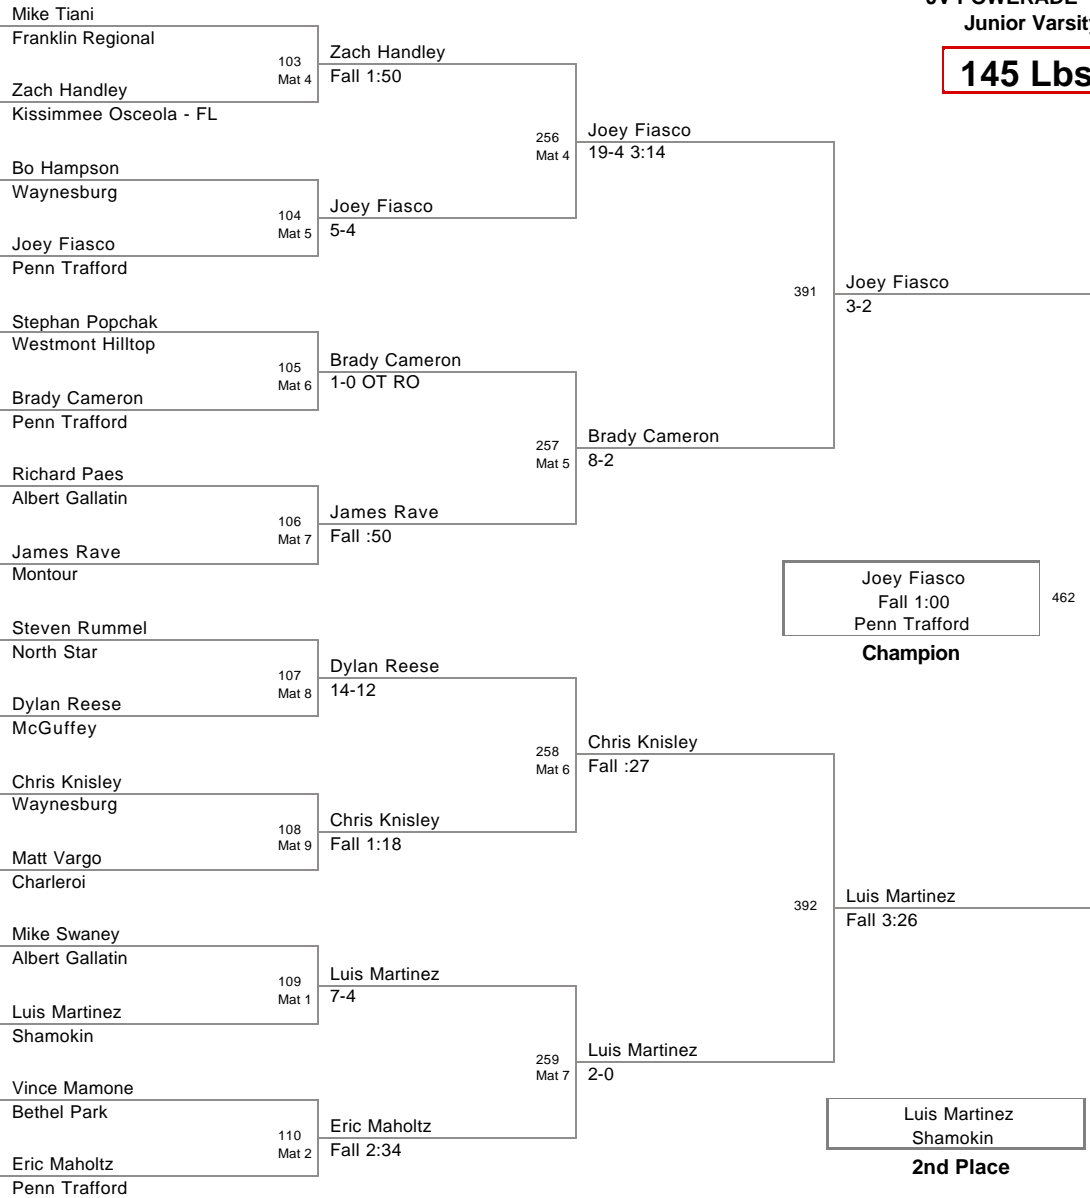 JV POWERADE
Junior Varsity
145 Lbs
Mike Tiani
Franklin Regional
103
Mat 4
Zach Handley
Kissimmee Osceola - FL
Zach Handley
Fall 1:50
Bo Hampson
Waynesburg
104
Mat 5
Joey Fiasco
Penn Trafford
Joey Fiasco
5-4
256
Mat 4
Joey Fiasco
19-4 3:14
Stephan Popchak
Westmont Hilltop
105
Mat 6
Brady Cameron
Penn Trafford
Brady Cameron
1-0 OT RO
Richard Paes
Albert Gallatin
106
Mat 7
James Rave
Montour
James Rave
Fall :50
257
Mat 5
Brady Cameron
8-2
391
Joey Fiasco
3-2
Joey Fiasco
Fall 1:00
Penn Trafford
462
Champion
Steven Rummel
North Star
107
Mat 8
Dylan Reese
McGuffey
Dylan Reese
14-12
Chris Knisley
Waynesburg
108
Mat 9
Matt Vargo
Charleroi
Chris Knisley
Fall 1:18
258
Mat 6
Chris Knisley
Fall :27
Mike Swaney
Albert Gallatin
109
Mat 1
Luis Martinez
Shamokin
Luis Martinez
7-4
Vince Mamone
Bethel Park
110
Mat 2
Eric Maholtz
Penn Trafford
Eric Maholtz
Fall 2:34
259
Mat 7
Luis Martinez
2-0
392
Luis Martinez
Fall 3:26
Luis Martinez
Shamokin
2nd Place